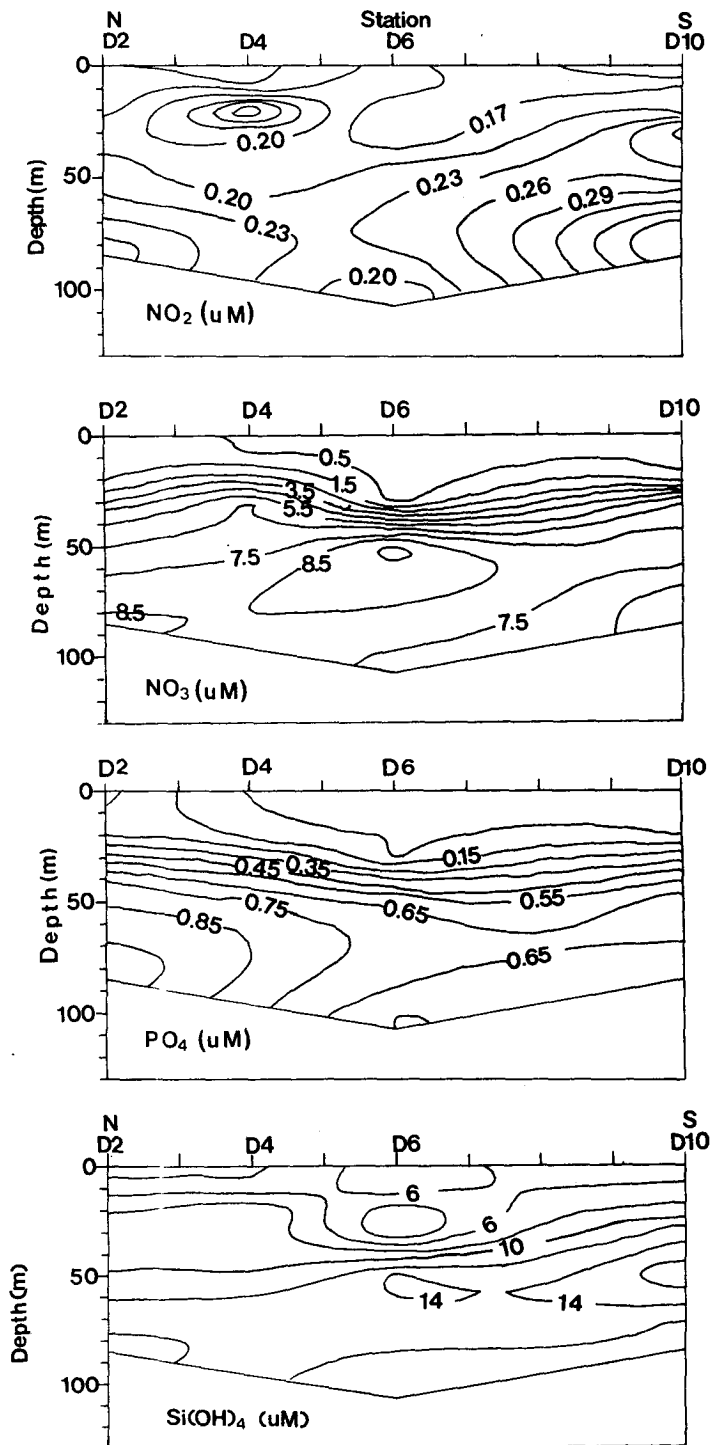 N Station S
D2 D4 D6 D10
0
50
100
Depth(m)
0.20
0.17
0.20
0.23
0.23
0.26
0.29
0.20
NO₂ (uM)
D2 D4 D6 D10
0
50
100
Depth(m)
0.5
1.5
3.5
5.5
7.5
8.5
8.5
7.5
NO₃ (uM)
D2 D4 D6 D10
0
50
100
Depth(m)
0.15
0.45
0.35
0.85
0.75
0.65
0.55
0.65
PO₄ (uM)
N S
D2 D4 D6 D10
0
50
100
Depth(m)
6
6
10
14
14
Si(OH)₄ (uM)